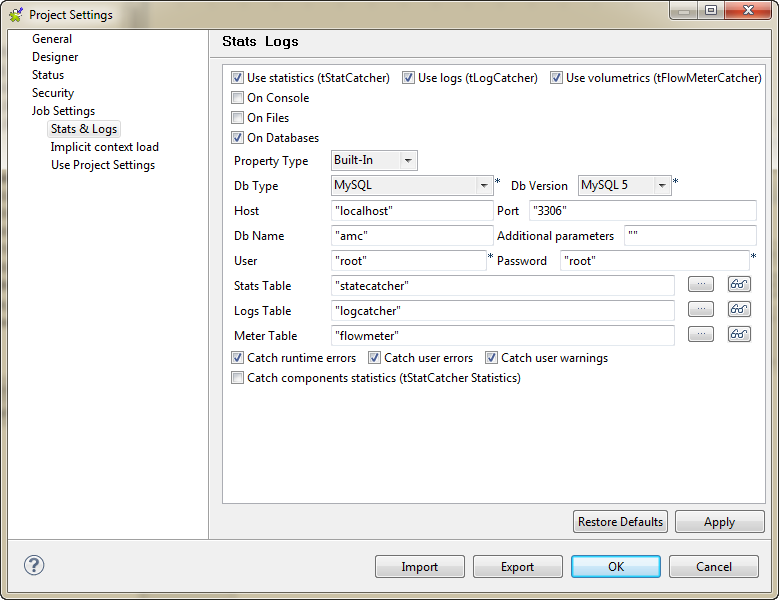 Project Settings
General
Designer
Status
Security
Job Settings
Stats & Logs
Implicit context load
Use Project Settings
Stats Logs
Use statistics (tStatCatcher) Use logs (tLogCatcher) Use volumetrics (tFlowMeterCatcher)
On Console
On Files
On Databases
Property Type Built-In
Db Type MySQL * Db Version MySQL 5 *
Host "localhost" Port "3306"
Db Name "amc" Additional parameters ""
User "root" * Password "root" *
Stats Table "statecatcher" ...
Logs Table "logcatcher" ...
Meter Table "flowmeter" ...
Catch runtime errors Catch user errors Catch user warnings
Catch components statistics (tStatCatcher Statistics)
Restore Defaults Apply
? Import Export OK Cancel